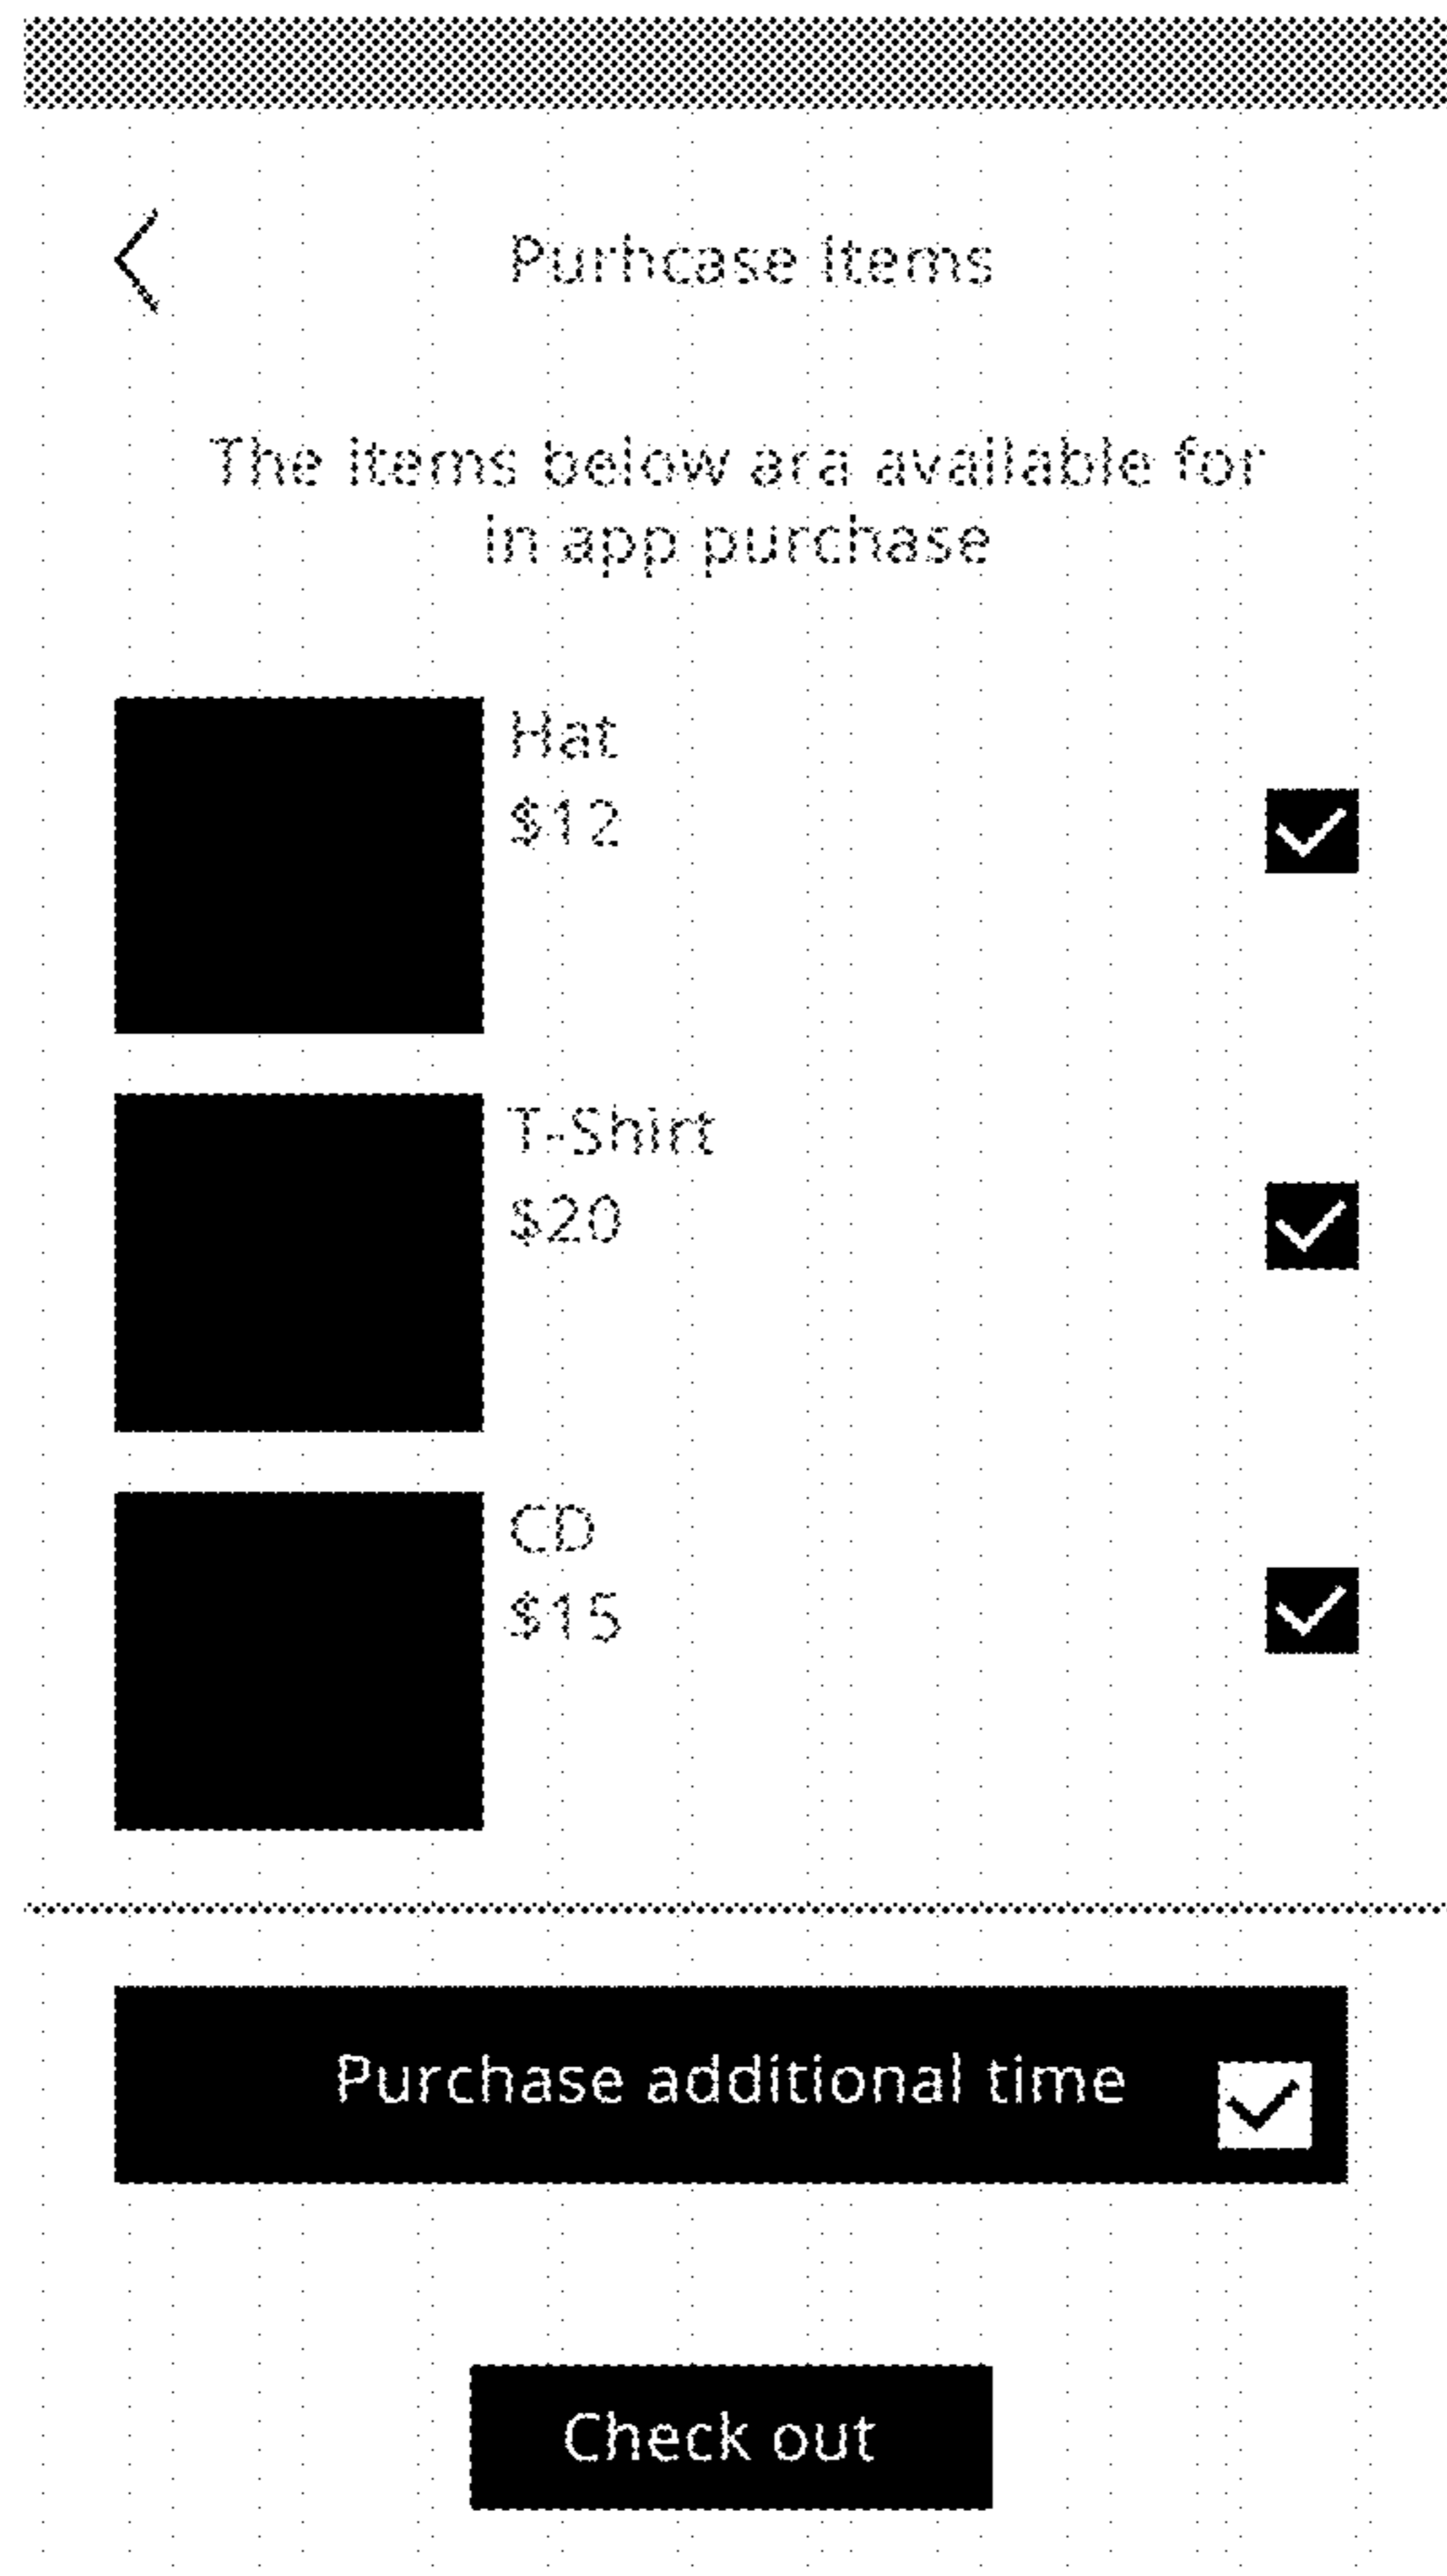 Purhcase Items
The items below ara available for
in app purchase
Hat
$12
T-Shirt
$20
CD
$15
Purchase additional time
Check out